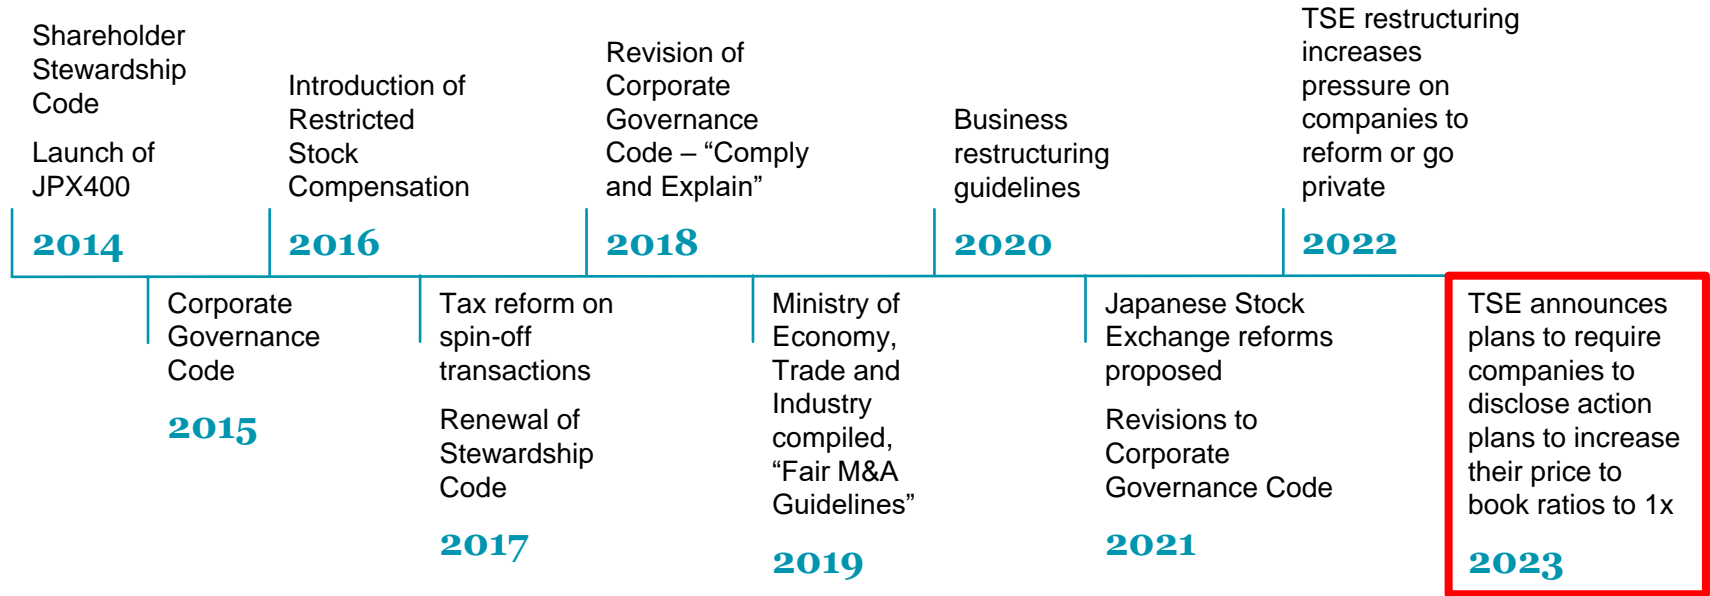 Shareholder
Stewardship
Code
Launch of
JPX400
2014
Corporate
Governance
Code
2015
Introduction of
Restricted
Stock
Compensation
2016
Tax reform on
spin-off
transactions
Renewal of
Stewardship
Code
2017
Revision of
Corporate
Governance
Code – “Comply
and Explain”
2018
Ministry of
Economy,
Trade and
Industry
compiled,
“Fair M&A
Guidelines”
2019
Business
restructuring
guidelines
2020
Japanese Stock
Exchange reforms
proposed
Revisions to
Corporate
Governance Code
2021
TSE restructuring
increases
pressure on
companies to
reform or go
private
2022
TSE announces
plans to require
companies to
disclose action
plans to increase
their price to
book ratios to 1x
2023